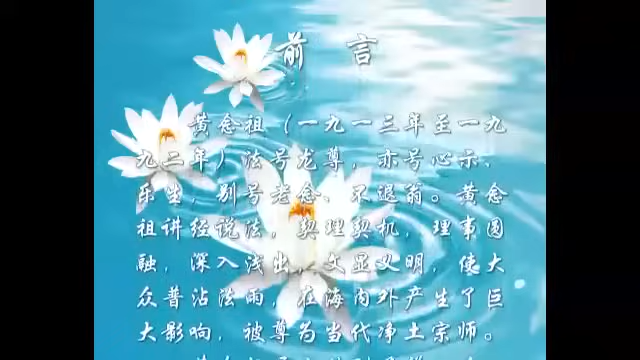 前 言
黄念祖（一九一三年至一九
九二年）法号龙尊，亦号心示、
乐生，别号老念、不退翁。黄念
祖讲经说法，契理契机，理事圆
融，深入浅出，文显义明，使大
众普沾法雨，在海内外产生了巨
大影响，被尊为当代净土宗师。